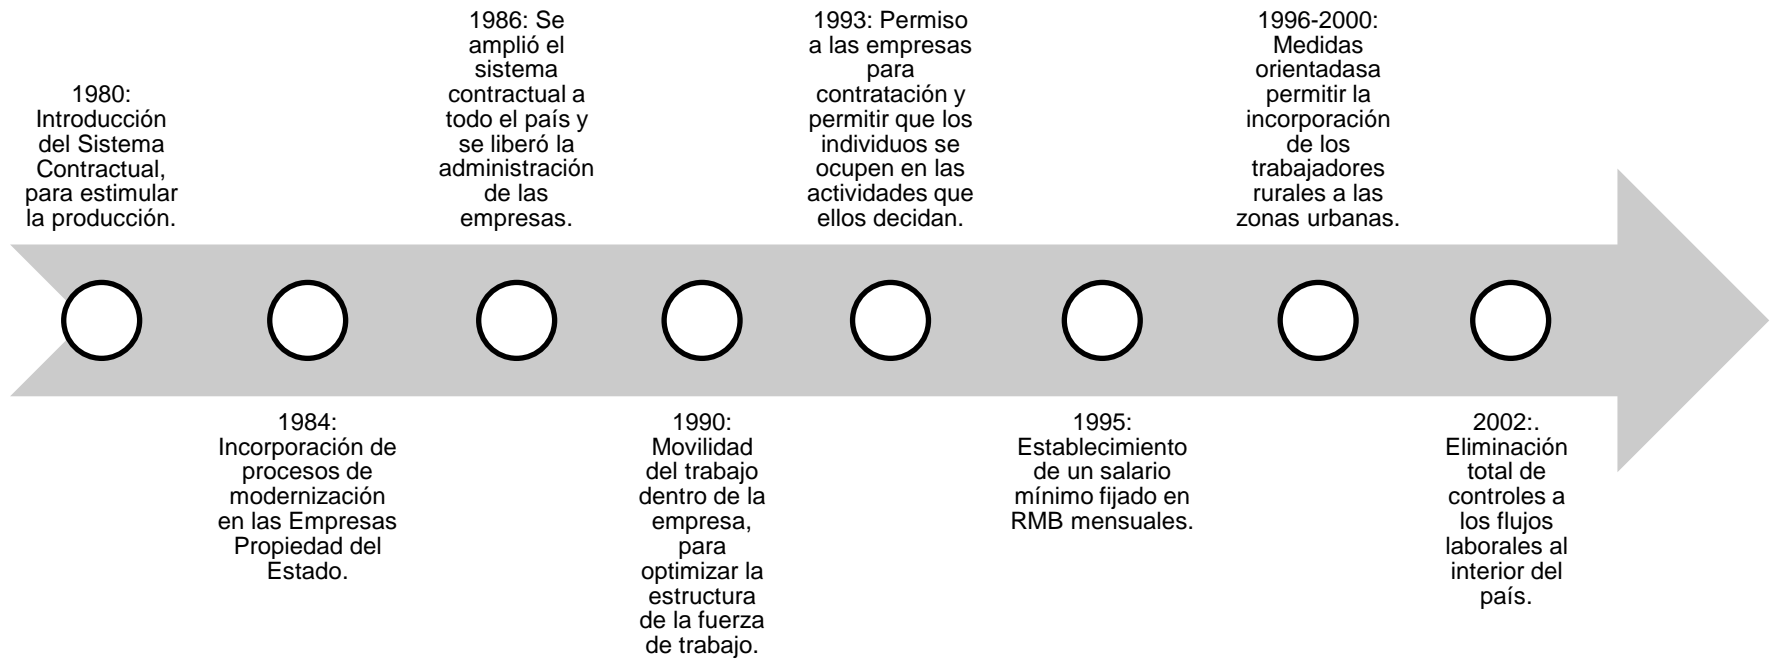 1980:
Introducción
del Sistema
Contractual,
para estimular
la producción.
1984:
Incorporación de
procesos de
modernización
en las Empresas
Propiedad del
Estado.
1986: Se
amplió el
sistema
contractual a
todo el país y
se liberó la
administración
de las
empresas.
1990:
Movilidad
del trabajo
dentro de la
empresa,
para
optimizar la
estructura
de la fuerza
de trabajo.
1993: Permiso
a las empresas
para
contratación y
permitir que los
individuos se
ocupen en las
actividades que
ellos decidan.
1995:
Establecimiento
de un salario
mínimo fijado en
RMB mensuales.
1996-2000:
Medidas
orientadasa
permitir la
incorporación
de los
trabajadores
rurales a las
zonas urbanas.
2002:.
Eliminación
total de
controles a
los flujos
laborales al
interior del
país.